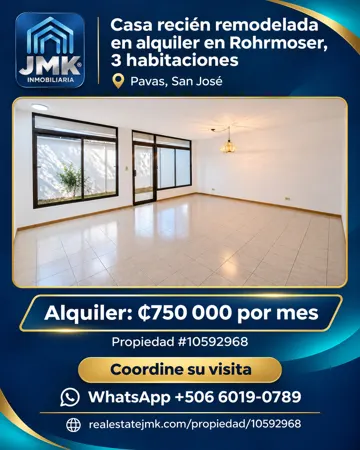 JMK
INMOBILIARIA
Casa recién remodelada
en alquiler en Rohrmoser,
3 habitaciones
Pavas, San José
Alquiler: ₡750 000 por mes
Propiedad #10592968
Coordine su visita
WhatsApp +506 6019-0789
realestatejmk.com/propiedad/10592968